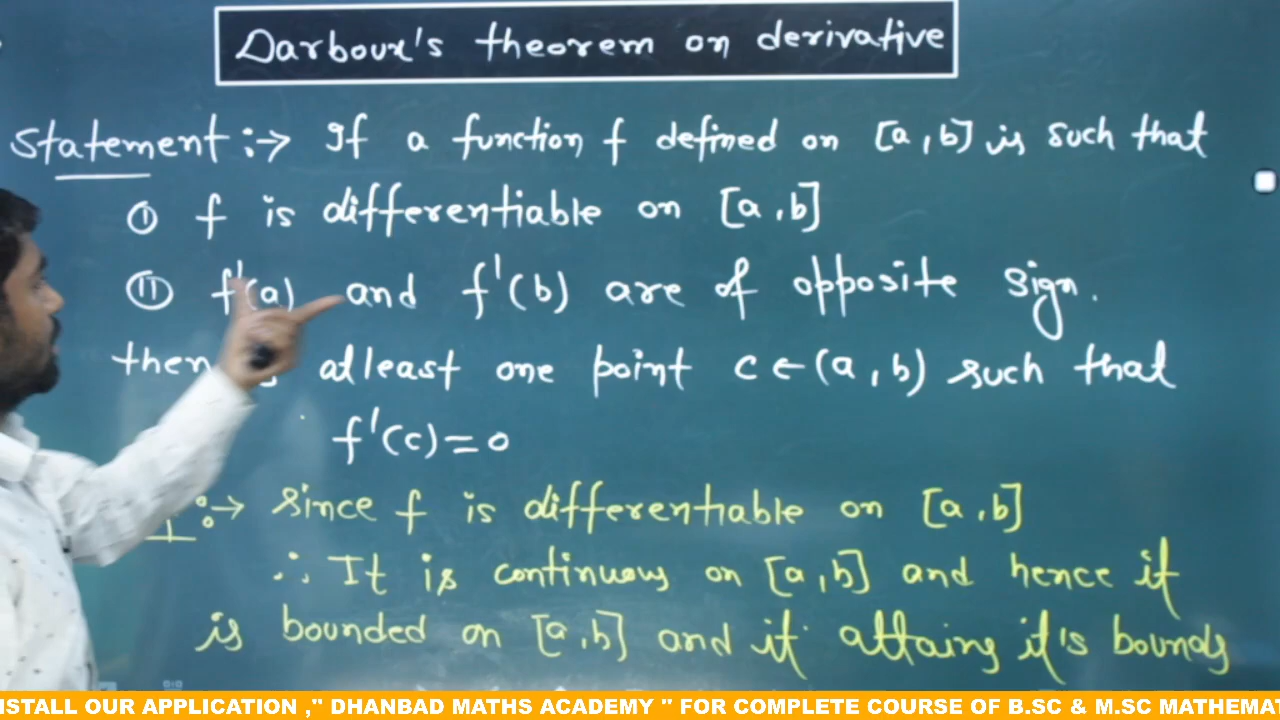 Darboux's theorem on derivative
Statement :→ If a function f defined on [a,b] is such that
① f is differentiable on [a,b]
⑪ f'(a) and f'(b) are of opposite sign.
then atleast one point c ∈ (a,b) such that
f'(c) = 0
:→ Since f is differentiable on [a,b]
∴ It is continuous on [a,b] and hence it
is bounded on [a,b] and it attains it's bounds
NSTALL OUR APPLICATION ," DHANBAD MATHS ACADEMY " FOR COMPLETE COURSE OF B.SC & M.SC MATHEMA